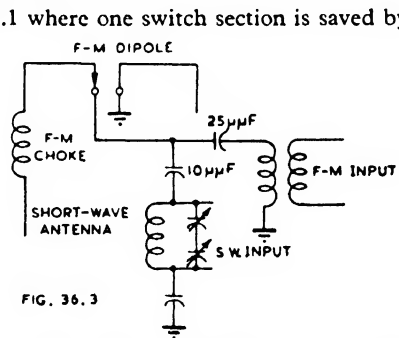 .1 where one switch section is saved by
F-M DIPOLE
25μμF
F-M
CHOKE
10μμF
F-M INPUT
SHORT-WAVE
ANTENNA
S.W. INPUT
FIG. 36.3